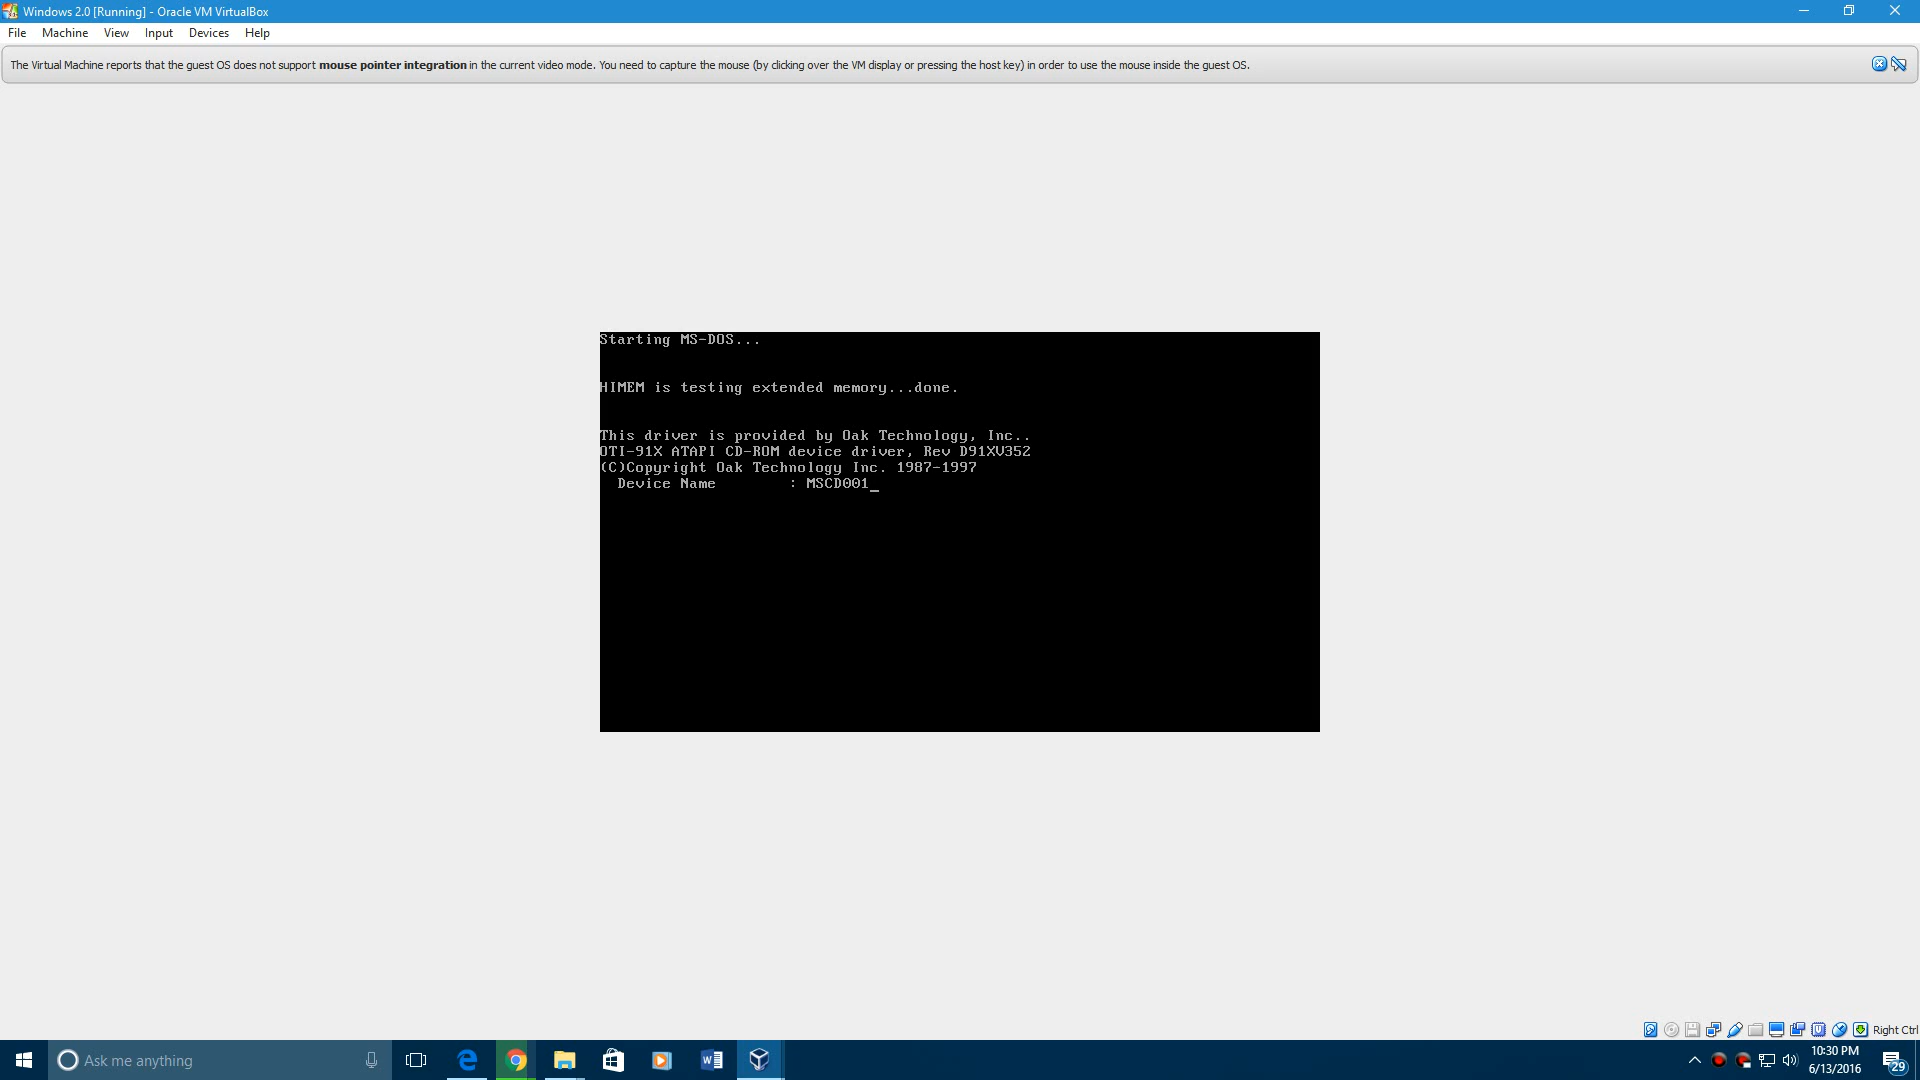 Windows 2.0 [Running] - Oracle VM VirtualBox
File Machine View Input Devices Help
The Virtual Machine reports that the guest OS does not support mouse pointer integration in the current video mode. You need to capture the mouse (by clicking over the VM display or pressing the host key) in order to use the mouse inside the guest OS.
Starting MS-DOS...
HIMEM is testing extended memory...done.
This driver is provided by Oak Technology, Inc..
OTI-91X ATAPI CD-ROM device driver, Rev D91XV352
(C)Copyright Oak Technology Inc. 1987-1997
Device Name : MSCD001_
Right Ctrl
Ask me anything
10:30 PM
6/13/2016
29